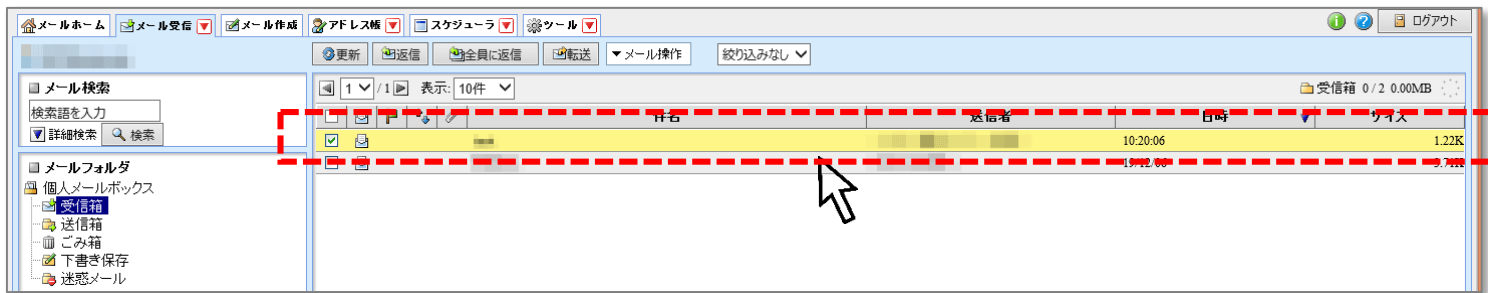 メールホーム メール受信 メール作成 アドレス帳 スケジューラ ツール ログアウト
更新 返信 全員に返信 転送 ▼メール操作 絞り込みなし
メール検索
検索語を入力
詳細検索 検索
1 /1 表示: 10件 受信箱 0 / 2 0.00MB
件名 送信者 日時 サイズ
10:20:06 1.22K
メールフォルダ
個人メールボックス
受信箱
送信箱
ごみ箱
下書き保存
迷惑メール